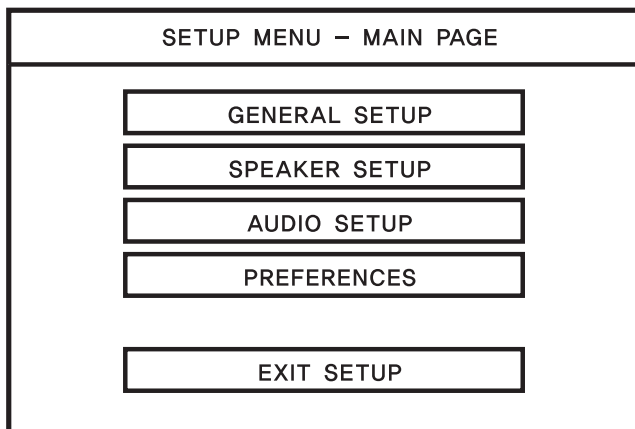 SETUP MENU – MAIN PAGE
GENERAL SETUP
SPEAKER SETUP
AUDIO SETUP
PREFERENCES
EXIT SETUP